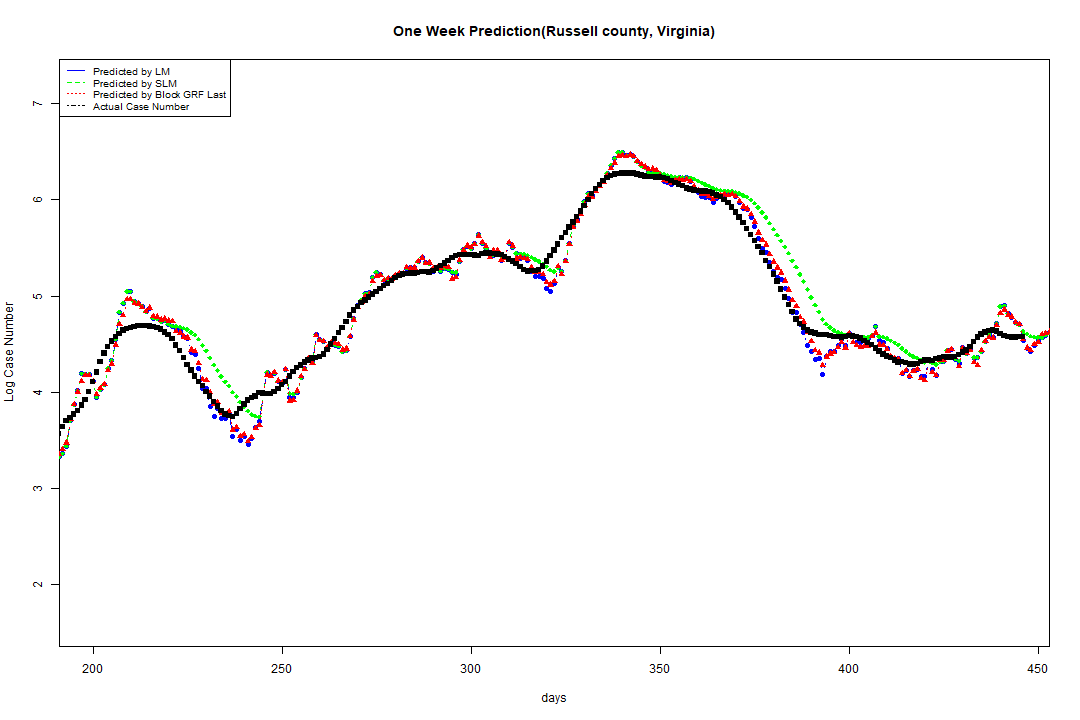 One Week Prediction(Russell county, Virginia)
Predicted by LM
Predicted by SLM
Predicted by Block GRF Last
Actual Case Number
7
6
5
4
3
2
Log Case Number
200 250 300 350 400 450
days